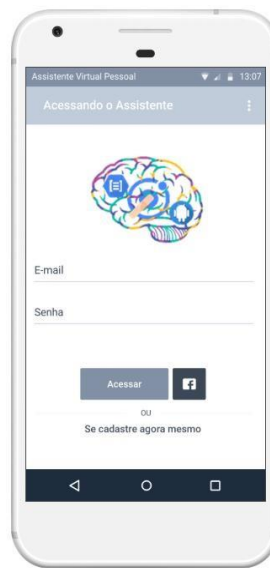 Assistente Virtual Pessoal 13:07
Acessando o Assistente
E-mail
Senha
Acessar
OU
Se cadastre agora mesmo